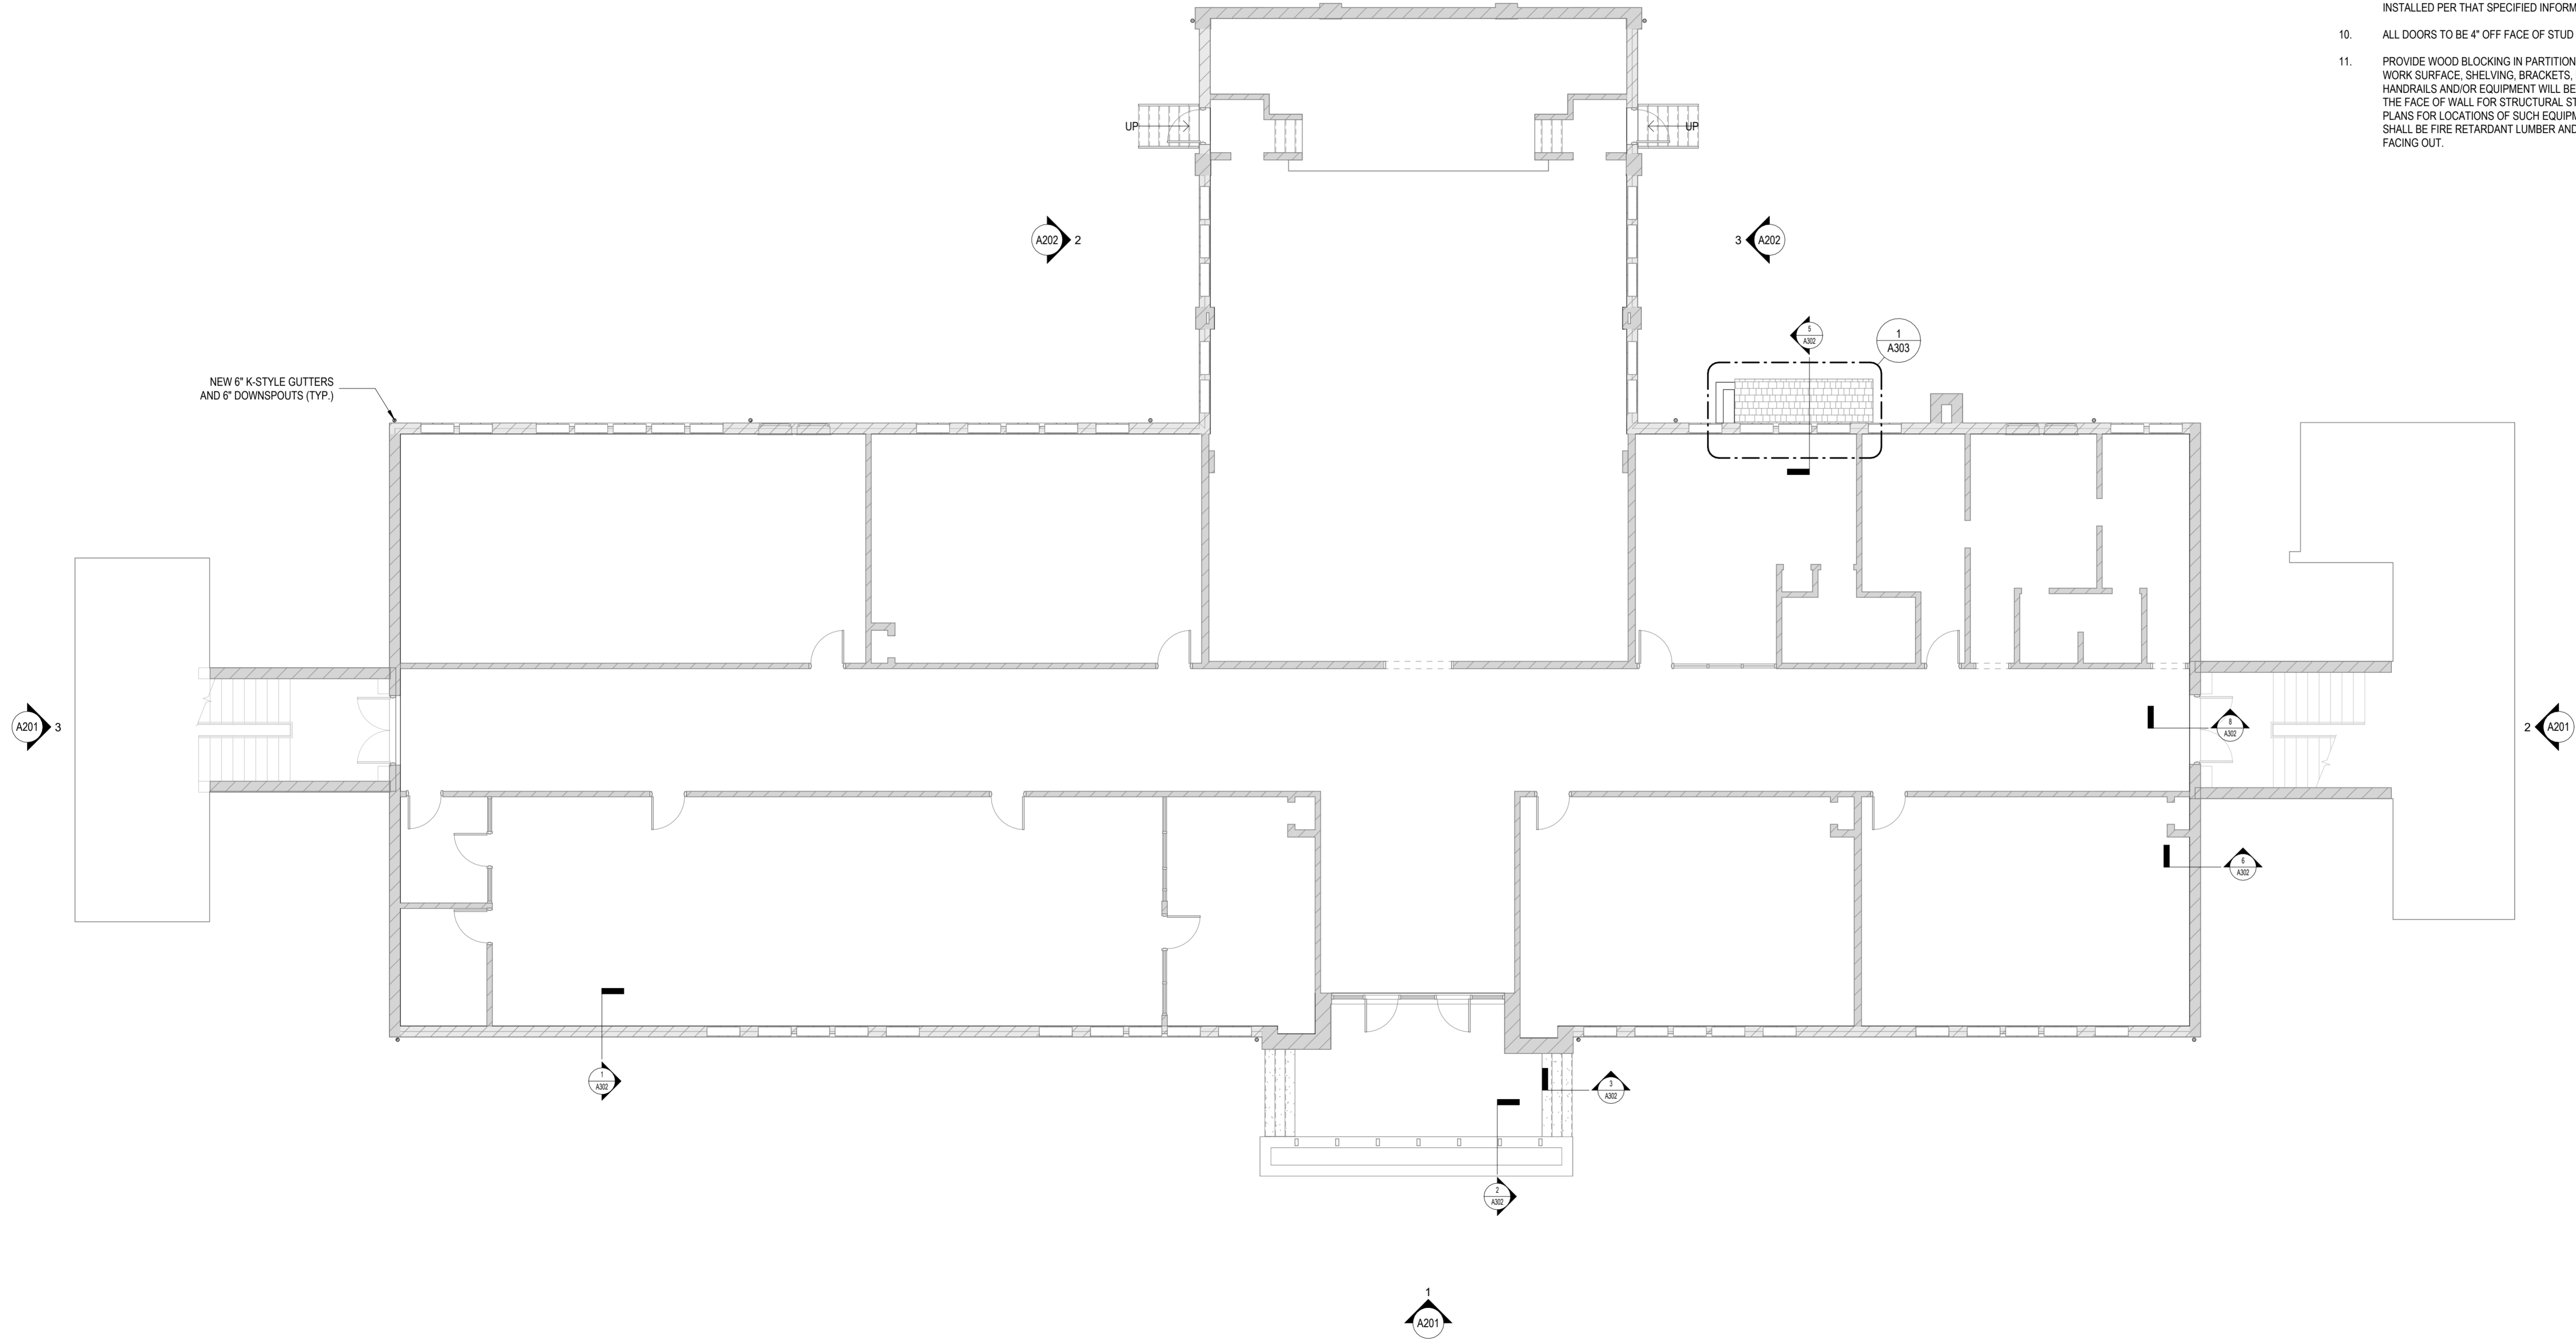 INSTALLED PER THAT SPECIFIED INFORM
10. ALL DOORS TO BE 4" OFF FACE OF STUD
11. PROVIDE WOOD BLOCKING IN PARTITION
WORK SURFACE, SHELVING, BRACKETS,
HANDRAILS AND/OR EQUIPMENT WILL BE
THE FACE OF WALL FOR STRUCTURAL ST
PLANS FOR LOCATIONS OF SUCH EQUIPM
SHALL BE FIRE RETARDANT LUMBER AND
FACING OUT.
UP
UP
A202 2
3 A202
5
A302
1
A303
NEW 6" K-STYLE GUTTERS
AND 6" DOWNSPOUTS (TYP.)
A201 3
8
A302
2 A201
6
A302
1
A302
3
A302
2
A302
1
A201